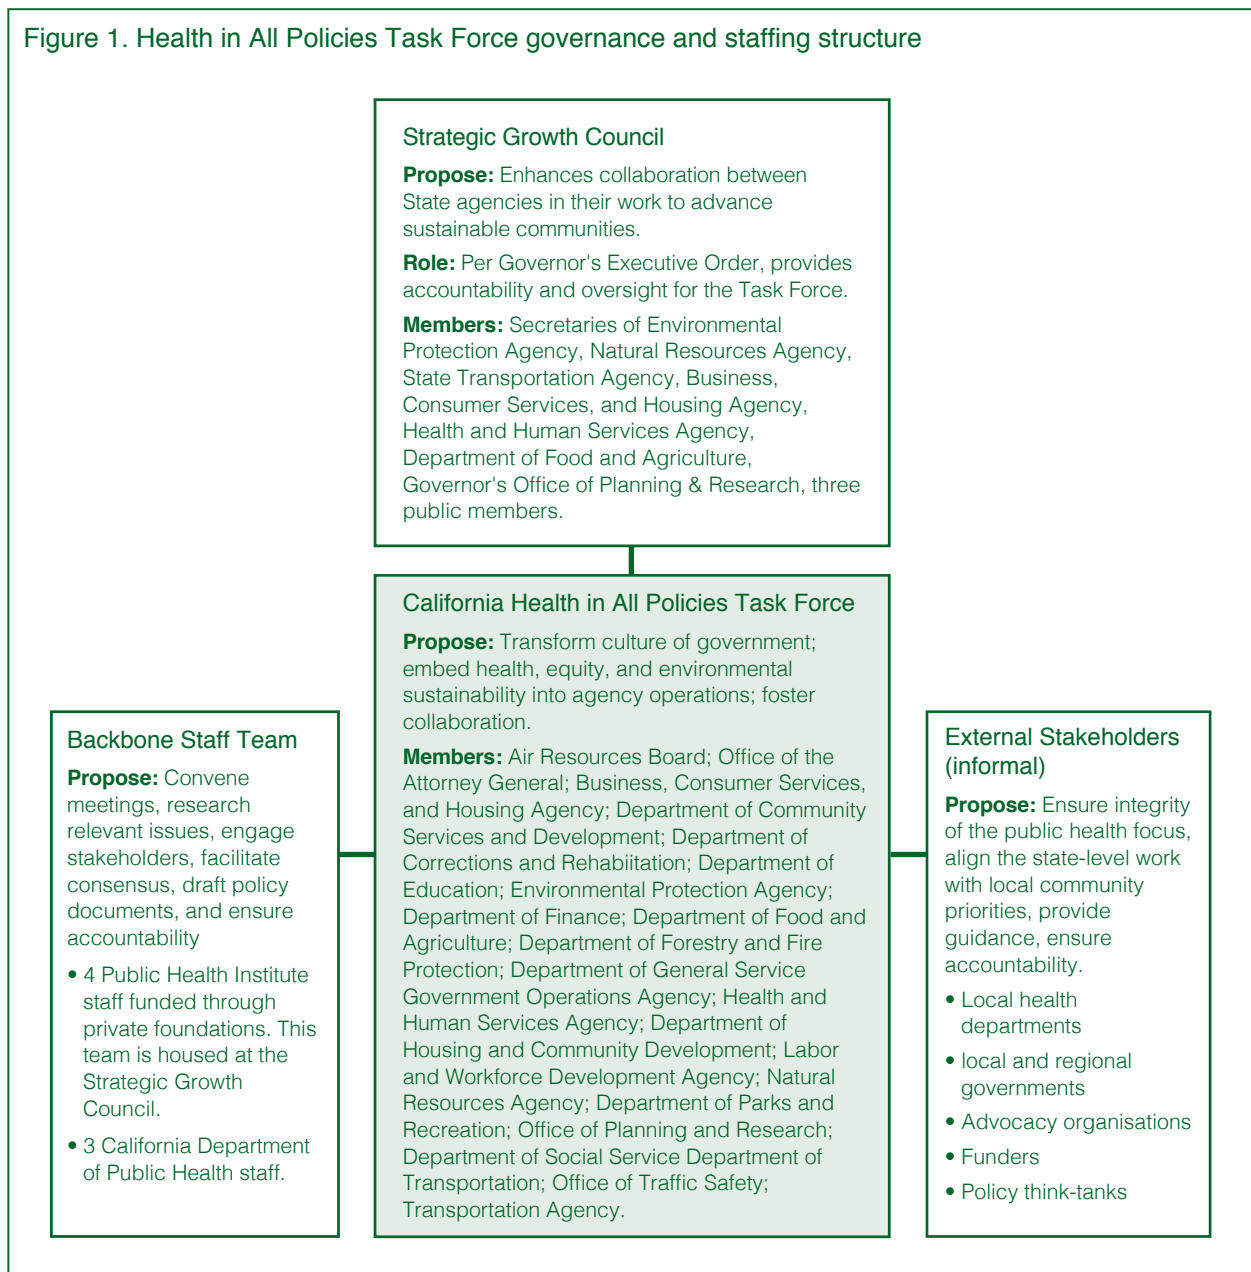 Figure 1. Health in All Policies Task Force governance and staffing structure
Strategic Growth Council
Propose: Enhances collaboration between
State agencies in their work to advance
sustainable communities.
Role: Per Governor's Executive Order, provides
accountability and oversight for the Task Force.
Members: Secretaries of Environmental
Protection Agency, Natural Resources Agency,
State Transportation Agency, Business,
Consumer Services, and Housing Agency,
Health and Human Services Agency,
Department of Food and Agriculture,
Governor's Office of Planning & Research, three
public members.
California Health in All Policies Task Force
Propose: Transform culture of government;
embed health, equity, and environmental
sustainability into agency operations; foster
collaboration.
Members: Air Resources Board; Office of the
Attorney General; Business, Consumer Services,
and Housing Agency; Department of Community
Services and Development; Department of
Corrections and Rehabiitation; Department of
Education; Environmental Protection Agency;
Department of Finance; Department of Food and
Agriculture; Department of Forestry and Fire
Protection; Department of General Service
Government Operations Agency; Health and
Human Services Agency; Department of
Housing and Community Development; Labor
and Workforce Development Agency; Natural
Resources Agency; Department of Parks and
Recreation; Office of Planning and Research;
Department of Social Service Department of
Transportation; Office of Traffic Safety;
Transportation Agency.
Backbone Staff Team
Propose: Convene
meetings, research
relevant issues, engage
stakeholders, facilitate
consensus, draft policy
documents, and ensure
accountability
• 4 Public Health Institute
staff funded through
private foundations. This
team is housed at the
Strategic Growth
Council.
• 3 California Department
of Public Health staff.
External Stakeholders
(informal)
Propose: Ensure integrity
of the public health focus,
align the state-level work
with local community
priorities, provide
guidance, ensure
accountability.
• Local health
departments
• local and regional
governments
• Advocacy organisations
• Funders
• Policy think-tanks